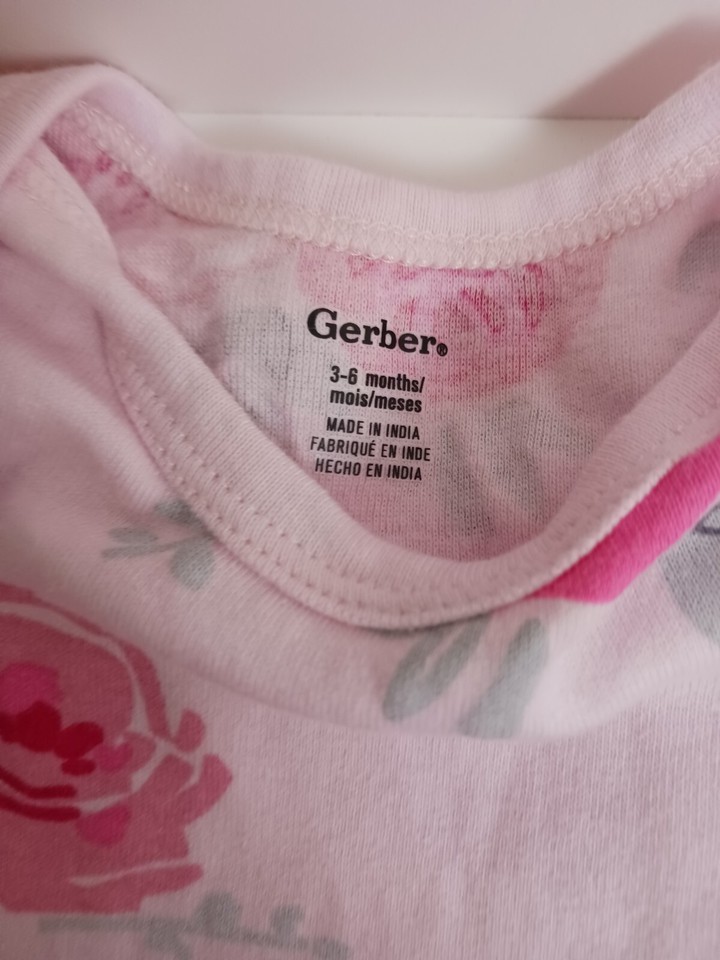 Gerber®
3-6 months/
mois/meses
MADE IN INDIA
FABRIQUÉ EN INDE
HECHO EN INDIA